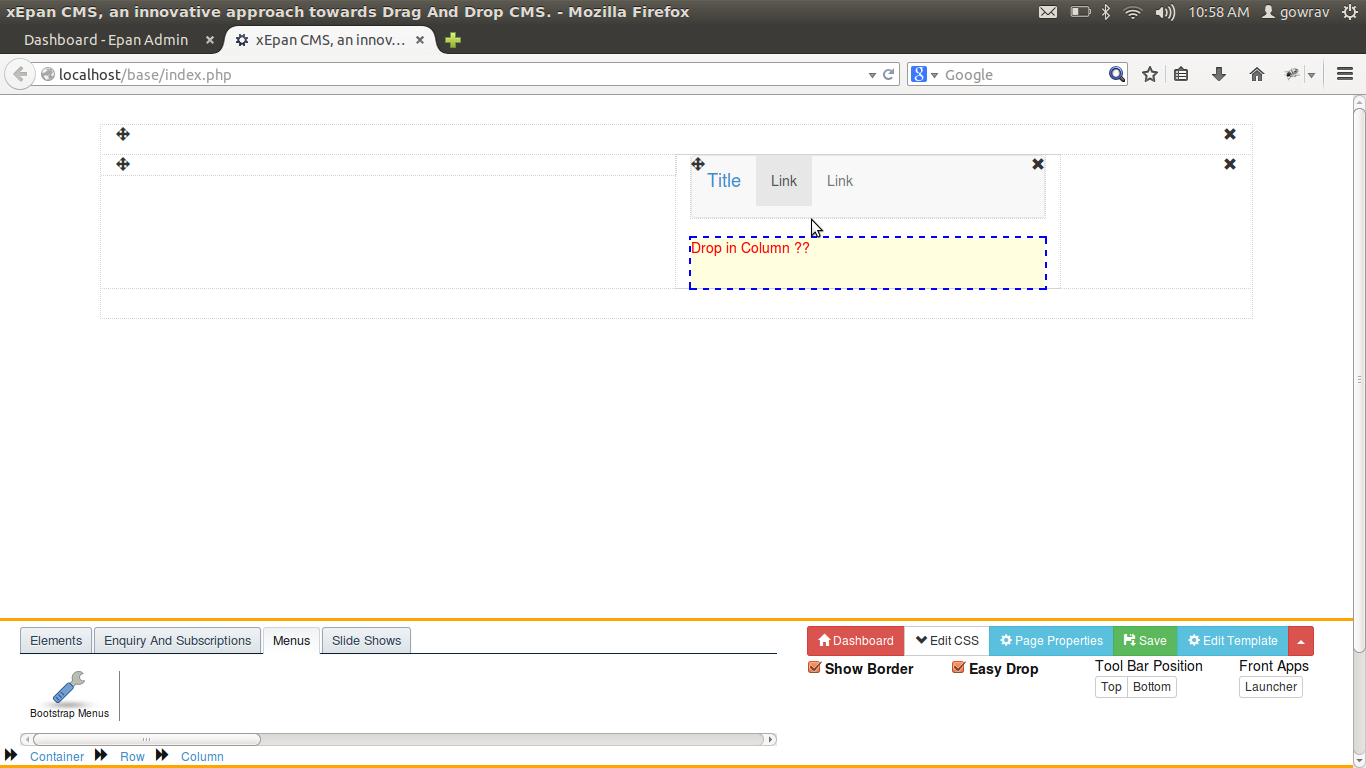 xEpan CMS, an innovative approach towards Drag And Drop CMS. - Mozilla Firefox
10:58 AM gowrav
Dashboard - Epan Admin
xEpan CMS, an innov...
localhost/base/index.php
Google
Title Link Link
Drop in Column ??
Elements Enquiry And Subscriptions Menus Slide Shows
Dashboard Edit CSS Page Properties Save Edit Template
Show Border Easy Drop Tool Bar Position Front Apps
Top Bottom Launcher
Bootstrap Menus
Container Row Column